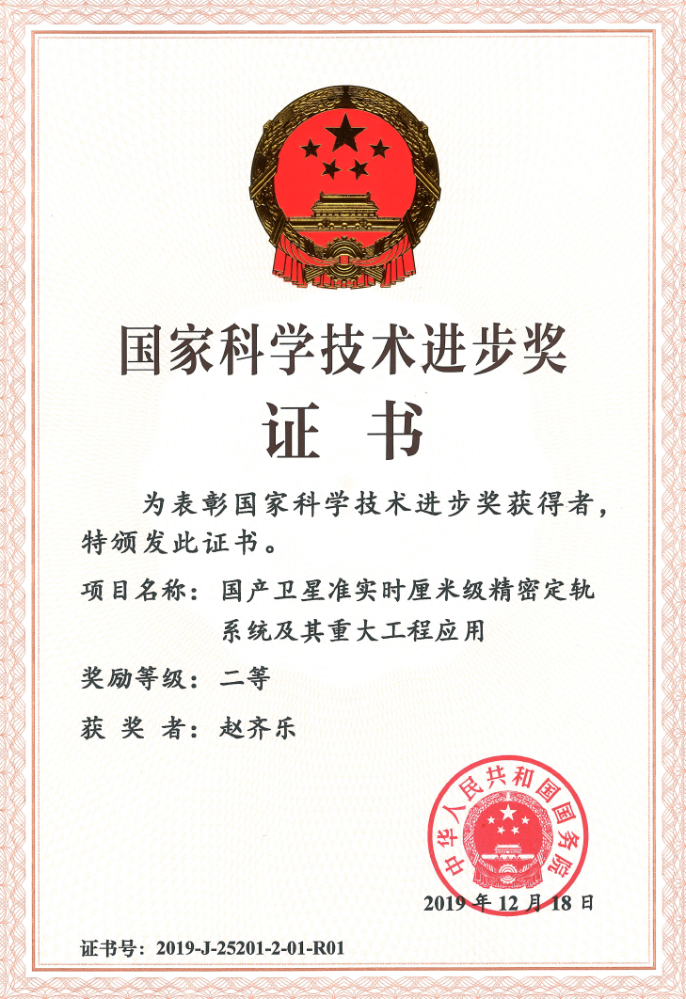 国家科学技术进步奖
证书
为表彰国家科学技术进步奖获得者，
特颁发此证书。
项目名称： 国产卫星准实时厘米级精密定轨
系统及其重大工程应用
奖励等级： 二等
获奖者： 赵齐乐
中华人民共和国国务院
2019年12月18日
证书号： 2019-J-25201-2-01-R01